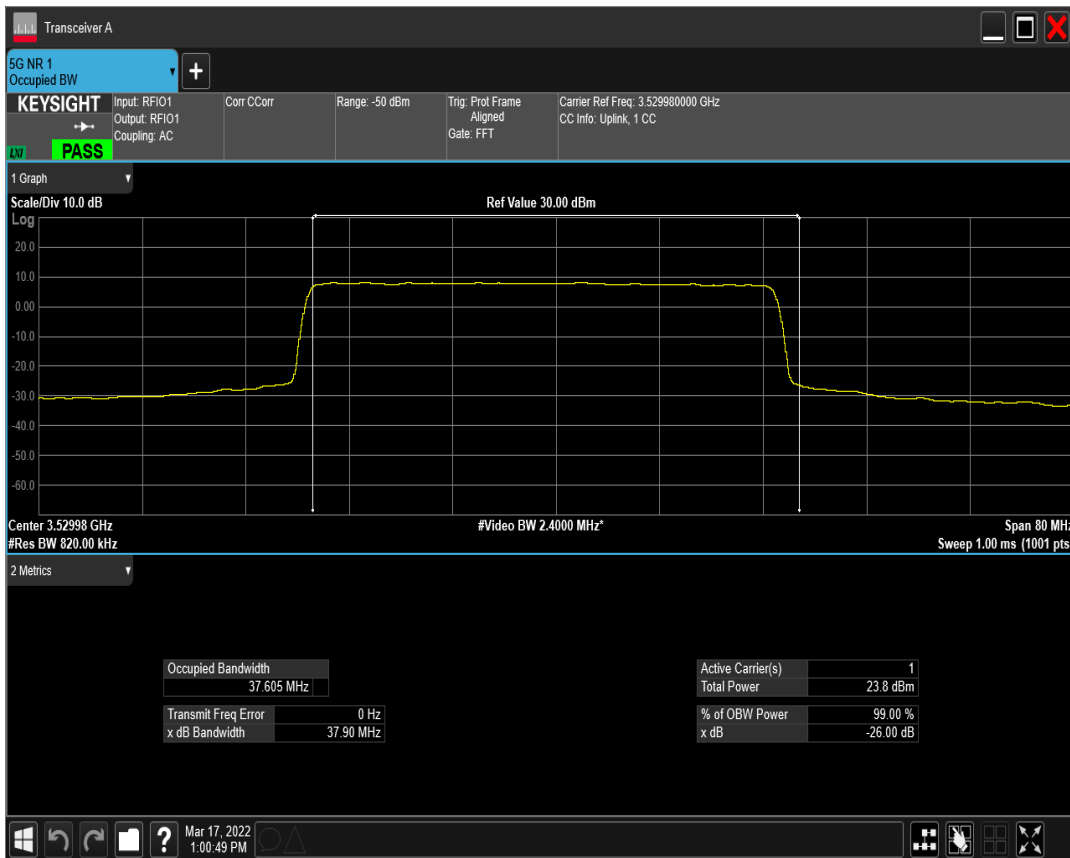 Transceiver A
5G NR 1
Occupied BW
+
KEYSIGHT
LXI
PASS
Input: RFIO1
Output: RFIO1
Coupling: AC
Corr CCorr
Range: -50 dBm
Trig: Prot Frame
Aligned
Gate: FFT
Carrier Ref Freq: 3.529980000 GHz
CC Info: Uplink, 1 CC
1 Graph
Scale/Div 10.0 dB
Ref Value 30.00 dBm
Log
20.0
10.0
0.00
-10.0
-20.0
-30.0
-40.0
-50.0
-60.0
Center 3.52998 GHz
#Video BW 2.4000 MHz*
Span 80 MHz
#Res BW 820.00 kHz
Sweep 1.00 ms (1001 pts
2 Metrics
Occupied Bandwidth
37.605 MHz
Transmit Freq Error 0 Hz
x dB Bandwidth 37.90 MHz
Active Carrier(s) 1
Total Power 23.8 dBm
% of OBW Power 99.00 %
x dB -26.00 dB
?
Mar 17, 2022
1:00:49 PM